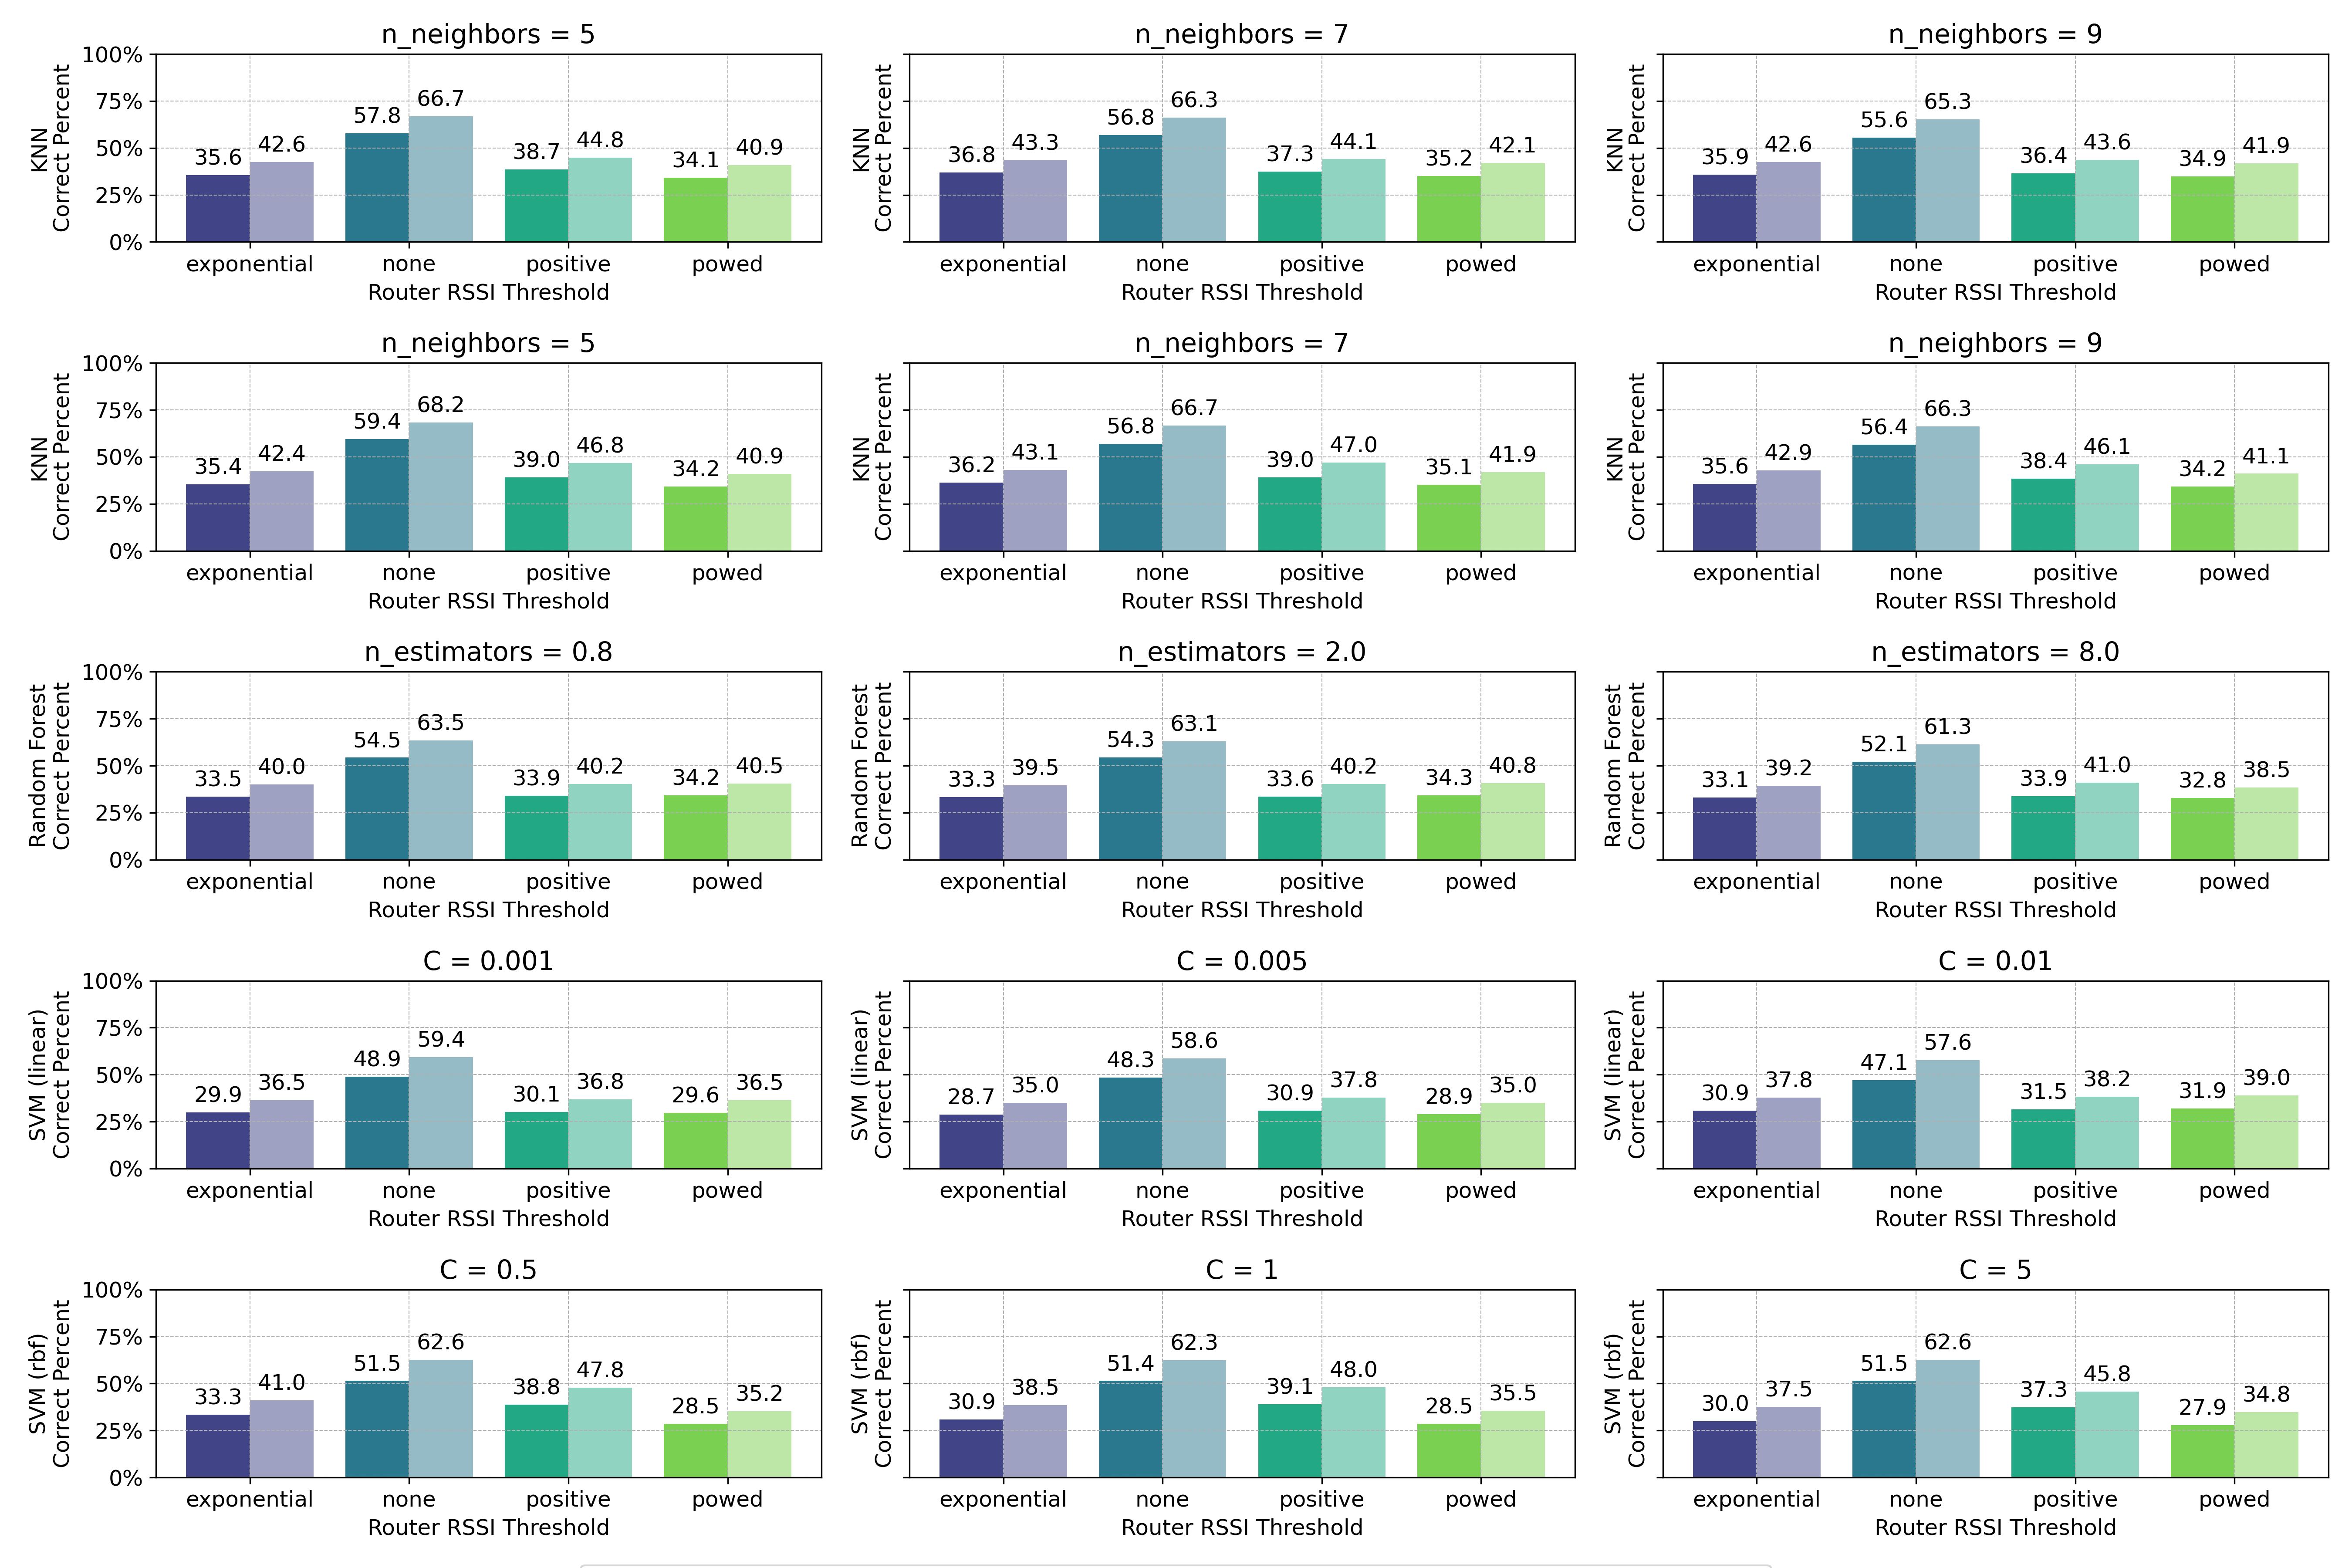 n_neighbors = 5 n_neighbors = 7 n_neighbors = 9
100%
75%
50%
25%
0%
KNN
Correct Percent
35.6 42.6 57.8 66.7 38.7 44.8 34.1 40.9
exponential none positive powed
Router RSSI Threshold
KNN
Correct Percent
36.8 43.3 56.8 66.3 37.3 44.1 35.2 42.1
exponential none positive powed
Router RSSI Threshold
KNN
Correct Percent
35.9 42.6 55.6 65.3 36.4 43.6 34.9 41.9
exponential none positive powed
Router RSSI Threshold
n_neighbors = 5 n_neighbors = 7 n_neighbors = 9
100%
75%
50%
25%
0%
KNN
Correct Percent
35.4 42.4 59.4 68.2 39.0 46.8 34.2 40.9
exponential none positive powed
Router RSSI Threshold
KNN
Correct Percent
36.2 43.1 56.8 66.7 39.0 47.0 35.1 41.9
exponential none positive powed
Router RSSI Threshold
KNN
Correct Percent
35.6 42.9 56.4 66.3 38.4 46.1 34.2 41.1
exponential none positive powed
Router RSSI Threshold
n_estimators = 0.8 n_estimators = 2.0 n_estimators = 8.0
100%
75%
50%
25%
0%
Random Forest
Correct Percent
33.5 40.0 54.5 63.5 33.9 40.2 34.2 40.5
exponential none positive powed
Router RSSI Threshold
Random Forest
Correct Percent
33.3 39.5 54.3 63.1 33.6 40.2 34.3 40.8
exponential none positive powed
Router RSSI Threshold
Random Forest
Correct Percent
33.1 39.2 52.1 61.3 33.9 41.0 32.8 38.5
exponential none positive powed
Router RSSI Threshold
C = 0.001 C = 0.005 C = 0.01
100%
75%
50%
25%
0%
SVM (linear)
Correct Percent
29.9 36.5 48.9 59.4 30.1 36.8 29.6 36.5
exponential none positive powed
Router RSSI Threshold
SVM (linear)
Correct Percent
28.7 35.0 48.3 58.6 30.9 37.8 28.9 35.0
exponential none positive powed
Router RSSI Threshold
SVM (linear)
Correct Percent
30.9 37.8 47.1 57.6 31.5 38.2 31.9 39.0
exponential none positive powed
Router RSSI Threshold
C = 0.5 C = 1 C = 5
100%
75%
50%
25%
0%
SVM (rbf)
Correct Percent
33.3 41.0 51.5 62.6 38.8 47.8 28.5 35.2
exponential none positive powed
Router RSSI Threshold
SVM (rbf)
Correct Percent
30.9 38.5 51.4 62.3 39.1 48.0 28.5 35.5
exponential none positive powed
Router RSSI Threshold
SVM (rbf)
Correct Percent
30.0 37.5 51.5 62.6 37.3 45.8 27.9 34.8
exponential none positive powed
Router RSSI Threshold